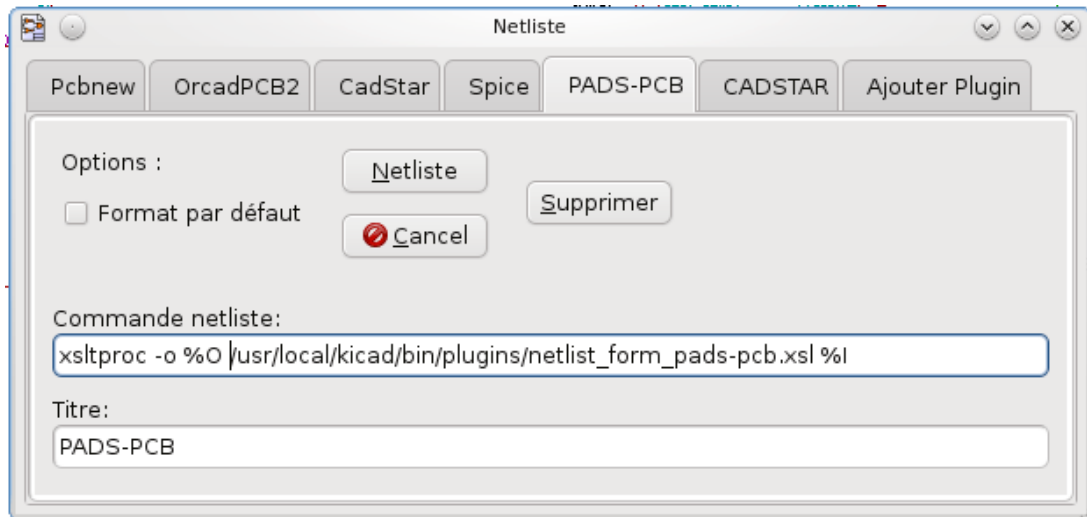 Netliste
Pcbnew OrcadPCB2 CadStar Spice PADS-PCB CADSTAR Ajouter Plugin
Options : Netliste
Supprimer
Format par défaut
Cancel
Commande netliste:
xsltproc -o %O /usr/local/kicad/bin/plugins/netlist_form_pads-pcb.xsl %I
Titre:
PADS-PCB